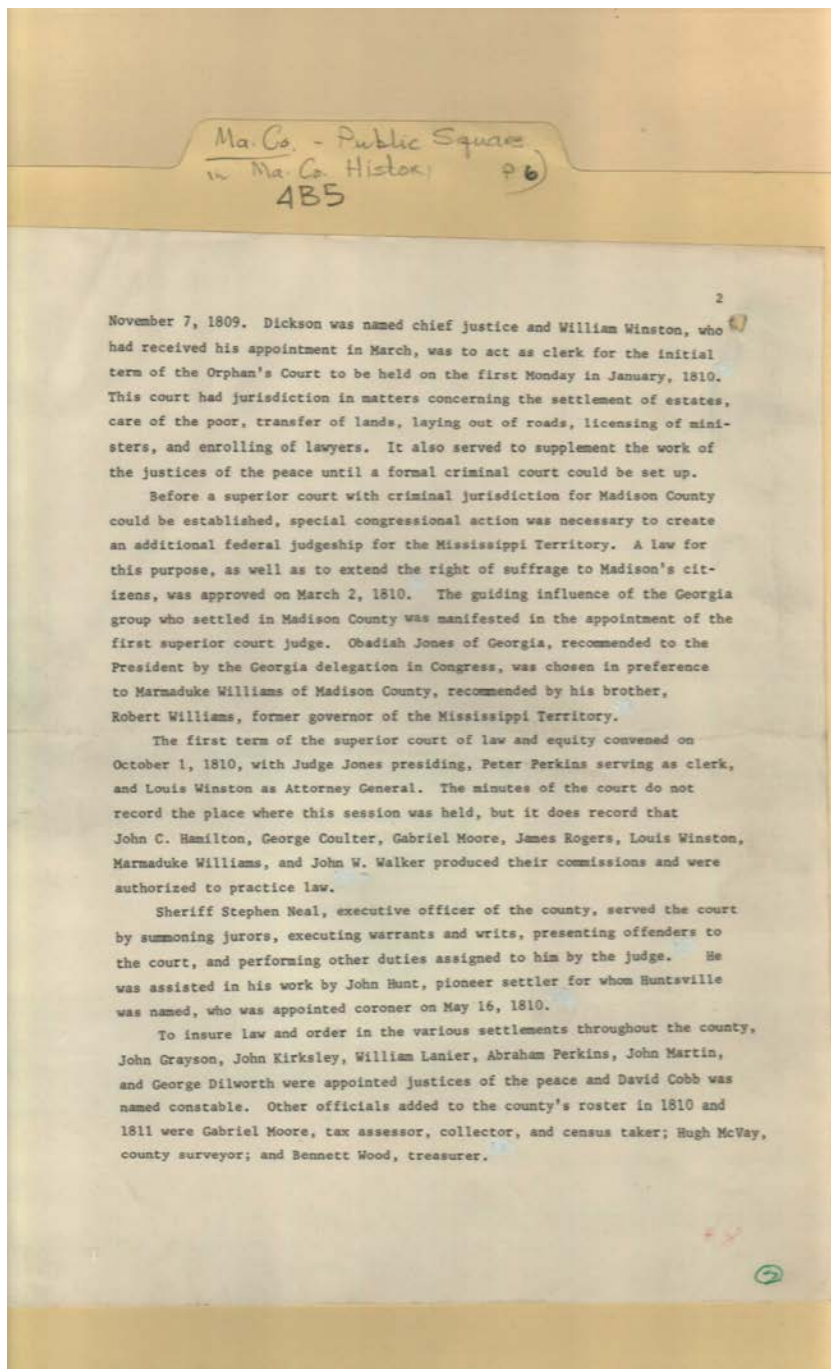 Ma. Co. - Public Square
in Ma. Co. History P 6)
4B5
2
November 7, 1809. Dickson was named chief justice and William Winston, who
had received his appointment in March, was to act as clerk for the initial
term of the Orphan's Court to be held on the first Monday in January, 1810.
This court had jurisdiction in matters concerning the settlement of estates,
care of the poor, transfer of lands, laying out of roads, licensing of mini-
sters, and enrolling of lawyers. It also served to supplement the work of
the justices of the peace until a formal criminal court could be set up.
Before a superior court with criminal jurisdiction for Madison County
could be established, special congressional action was necessary to create
an additional federal judgeship for the Mississippi Territory. A law for
this purpose, as well as to extend the right of suffrage to Madison's cit-
izens, was approved on March 2, 1810. The guiding influence of the Georgia
group who settled in Madison County was manifested in the appointment of the
first superior court judge. Obadiah Jones of Georgia, recommended to the
President by the Georgia delegation in Congress, was chosen in preference
to Marmaduke Williams of Madison County, recommended by his brother,
Robert Williams, former governor of the Mississippi Territory.
The first term of the superior court of law and equity convened on
October 1, 1810, with Judge Jones presiding, Peter Perkins serving as clerk,
and Louis Winston as Attorney General. The minutes of the court do not
record the place where this session was held, but it does record that
John C. Hamilton, George Coulter, Gabriel Moore, James Rogers, Louis Winston,
Marmaduke Williams, and John W. Walker produced their commissions and were
authorized to practice law.
Sheriff Stephen Neal, executive officer of the county, served the court
by summoning jurors, executing warrants and writs, presenting offenders to
the court, and performing other duties assigned to him by the judge. He
was assisted in his work by John Hunt, pioneer settler for whom Huntsville
was named, who was appointed coroner on May 16, 1810.
To insure law and order in the various settlements throughout the county,
John Grayson, John Kirksley, William Lanier, Abraham Perkins, John Martin,
and George Dilworth were appointed justices of the peace and David Cobb was
named constable. Other officials added to the county's roster in 1810 and
1811 were Gabriel Moore, tax assessor, collector, and census taker; Hugh McVay,
county surveyor; and Bennett Wood, treasurer.
2